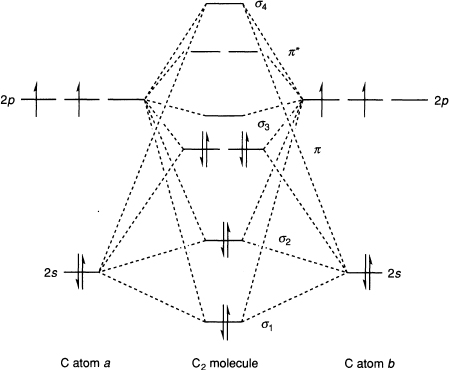 σ4
π*
2p
2p
σ3
π
σ2
2s
2s
σ1
C atom a
C2 molecule
C atom b